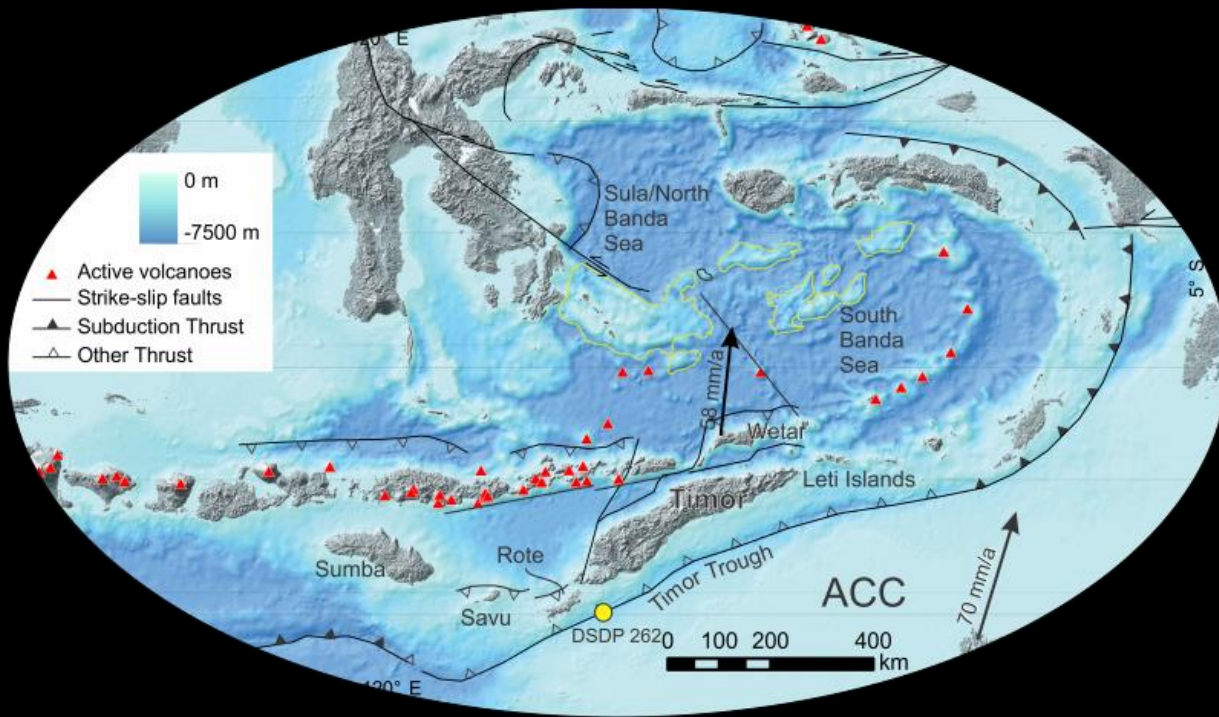 0° E
0 m
-7500 m
Active volcanoes
Strike-slip faults
Subduction Thrust
Other Thrust
Sula/North
Banda
Sea
South
Banda
Sea
5° S
58 mm/a
Wetar
Leti Islands
Timor
Rote
Sumba
Savu
Timor Trough
DSDP 262
ACC
70 mm/a
0 100 200 400
km
120° E